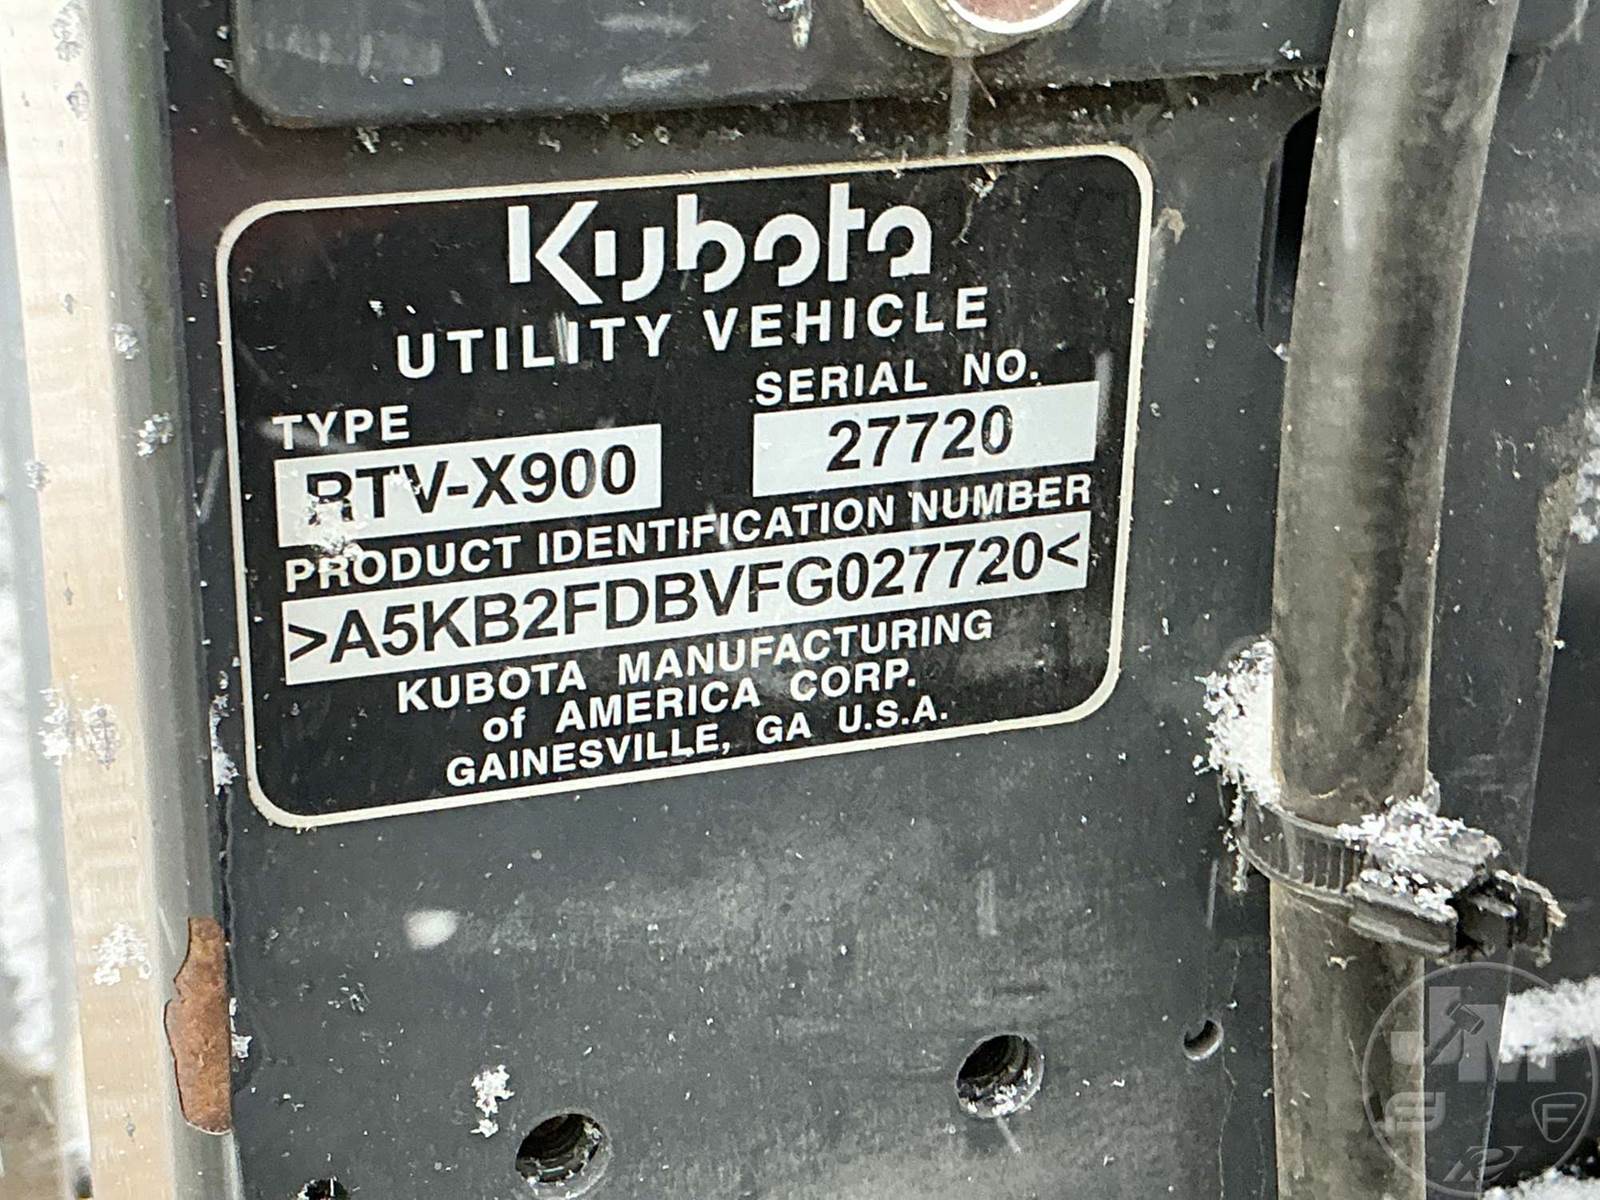 Kubota
UTILITY VEHICLE
TYPE SERIAL NO.
RTV-X900 27720
PRODUCT IDENTIFICATION NUMBER
>A5KB2FDBVFG027720<
KUBOTA MANUFACTURING
of AMERICA CORP.
GAINESVILLE, GA U.S.A.
JM